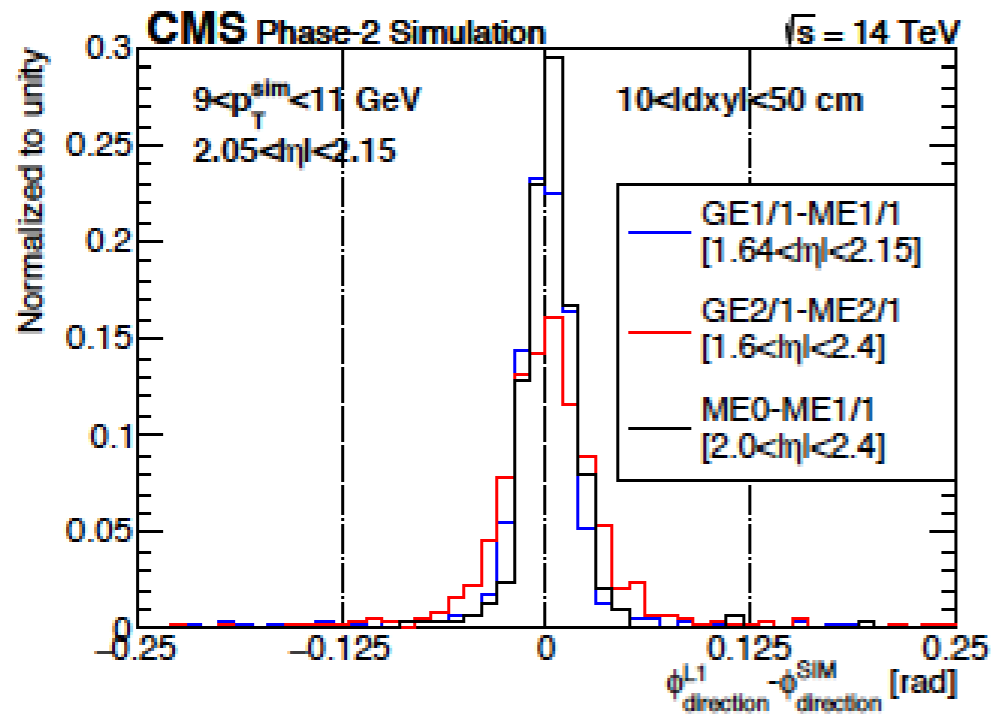 CMS Phase-2 Simulation √s = 14 TeV
Normalized to unity
0.3
0.25
0.2
0.15
0.1
0.05
0
9<p_T^sim<11 GeV
2.05<|η|<2.15
10<|dxy|<50 cm
GE1/1-ME1/1
[1.64<|η|<2.15]
GE2/1-ME2/1
[1.6<|η|<2.4]
ME0-ME1/1
[2.0<|η|<2.4]
−0.25 −0.125 0 0.125 0.25
ϕ^L1_direction-ϕ^SIM_direction [rad]